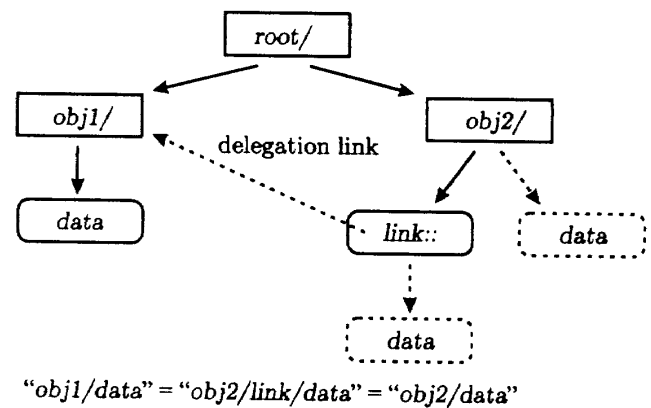 root/
obj1/
obj2/
delegation link
data
link::
data
data
“obj1/data” = “obj2/link/data” = “obj2/data”